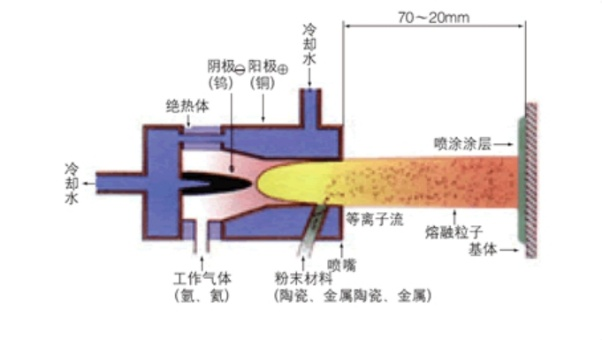 70～20mm
冷却水
阴极⊖ 阳极⊕
(钨) (铜)
绝热体
喷涂涂层
冷却水
等离子流
熔融粒子
基体
喷嘴
工作气体
(氩、氦)
粉末材料
(陶瓷、金属陶瓷、金属)